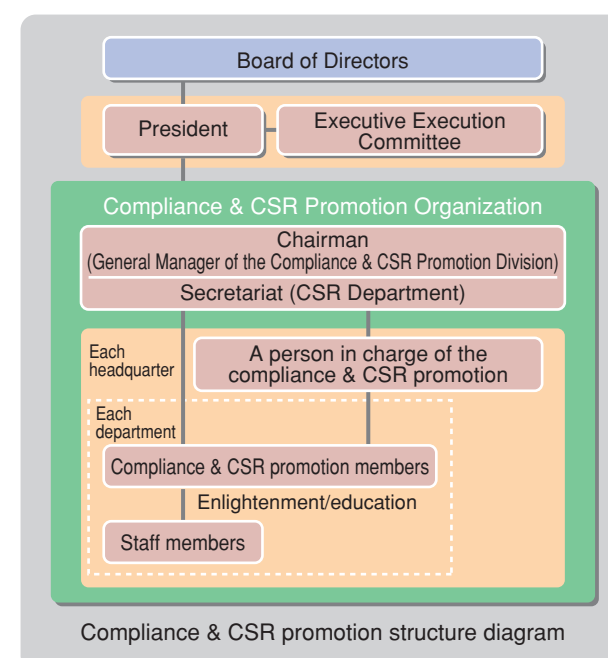 Board of Directors
President
Executive Execution
Committee
Compliance & CSR Promotion Organization
Chairman
(General Manager of the Compliance & CSR Promotion Division)
Secretariat (CSR Department)
Each
headquarter
A person in charge of the
compliance & CSR promotion
Each
department
Compliance & CSR promotion members
Enlightenment/education
Staff members
Compliance & CSR promotion structure diagram